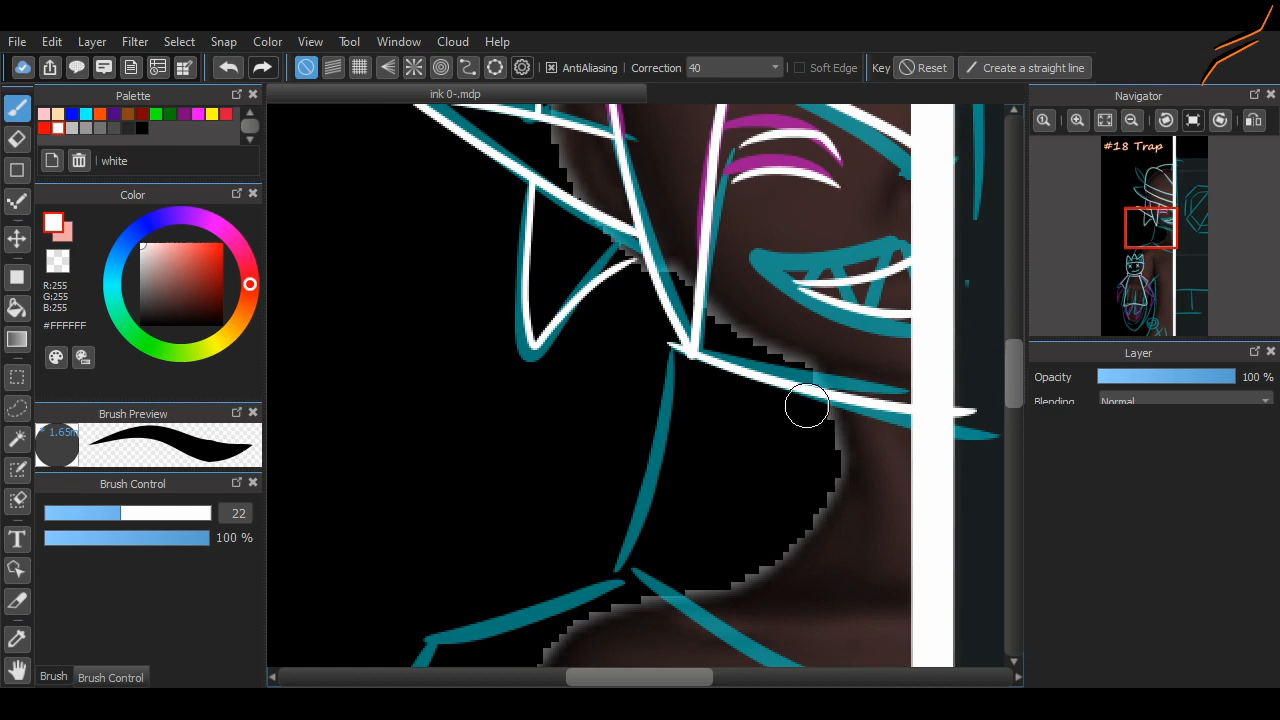 File Edit Layer Filter Select Snap Color View Tool Window Cloud Help
AntiAliasing Correction 40 Soft Edge Key Reset Create a straight line
Palette
ink 0-.mdp
Navigator
white
#18 Trap
Color
R:255
G:255
B:255
#FFFFFF
Layer
Opacity 100 %
Blending Normal
Brush Preview
1.65m
Brush Control
22
100 %
Brush Brush Control